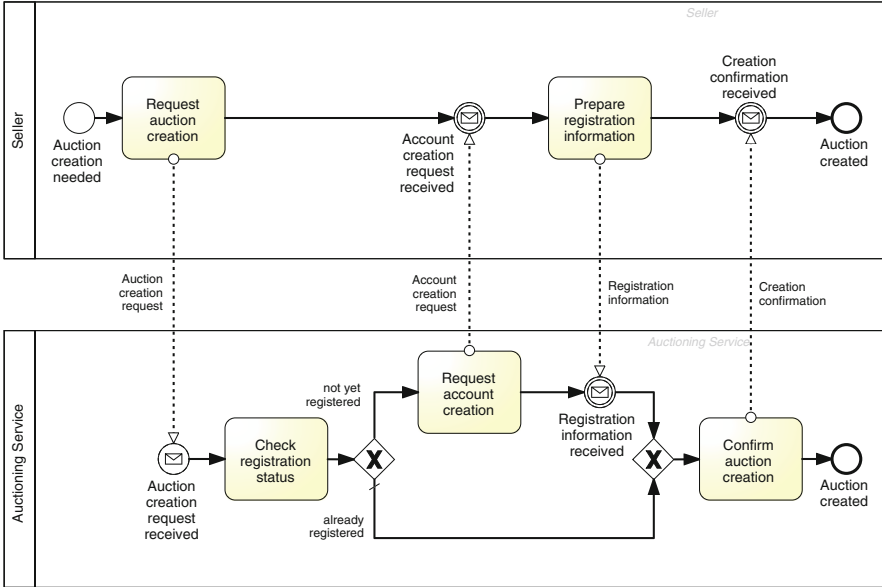 Seller
Seller
Auction
creation
needed
Request
auction
creation
Account
creation
request
received
Prepare
registration
information
Creation
confirmation
received
Auction
created
Auction
creation
request
Account
creation
request
Registration
information
Creation
confirmation
Auctioning Service
Auctioning Service
Auction
creation
request
received
Check
registration
status
not yet
registered
already
registered
Request
account
creation
Registration
information
received
Confirm
auction
creation
Auction
created